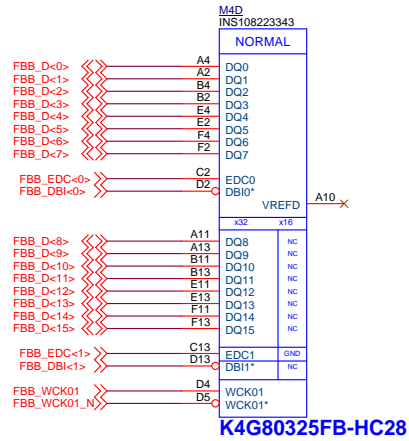 M4D
INS108223343
NORMAL
FBB_D<0> A4 DQ0
FBB_D<1> A2 DQ1
FBB_D<2> B4 DQ2
FBB_D<3> B2 DQ3
FBB_D<4> E4 DQ4
FBB_D<5> E2 DQ5
FBB_D<6> F4 DQ6
FBB_D<7> F2 DQ7
FBB_EDC<0> C2 EDC0
FBB_DBI<0> D2 DBI0*
VREFD A10
x32 x16
FBB_D<8> A11 DQ8 NC
FBB_D<9> A13 DQ9 NC
FBB_D<10> B11 DQ10 NC
FBB_D<11> B13 DQ11 NC
FBB_D<12> E11 DQ12 NC
FBB_D<13> E13 DQ13 NC
FBB_D<14> F11 DQ14 NC
FBB_D<15> F13 DQ15 NC
FBB_EDC<1> C13 EDC1 GND
FBB_DBI<1> D13 DBI1* NC
FBB_WCK01 D4 WCK01
FBB_WCK01_N D5 WCK01*
K4G80325FB-HC28